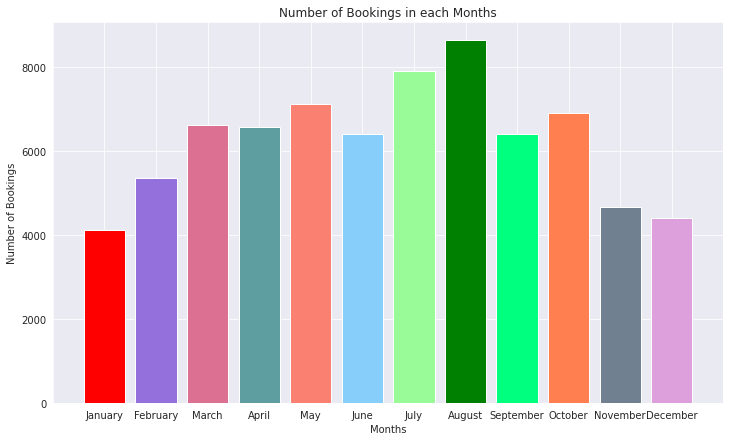 Number of Bookings in each Months
Number of Bookings
8000
6000
4000
2000
0
January February March April May June July August September October November December
Months